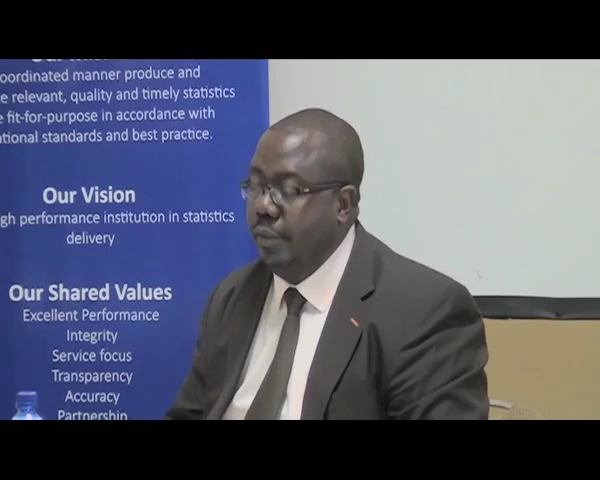 oordinated manner produce and
e relevant, quality and timely statistics
e fit-for-purpose in accordance with
ational standards and best practice.
Our Vision
gh performance institution in statistics
delivery
Our Shared Values
Excellent Performance
Integrity
Service focus
Transparency
Accuracy
Partnership